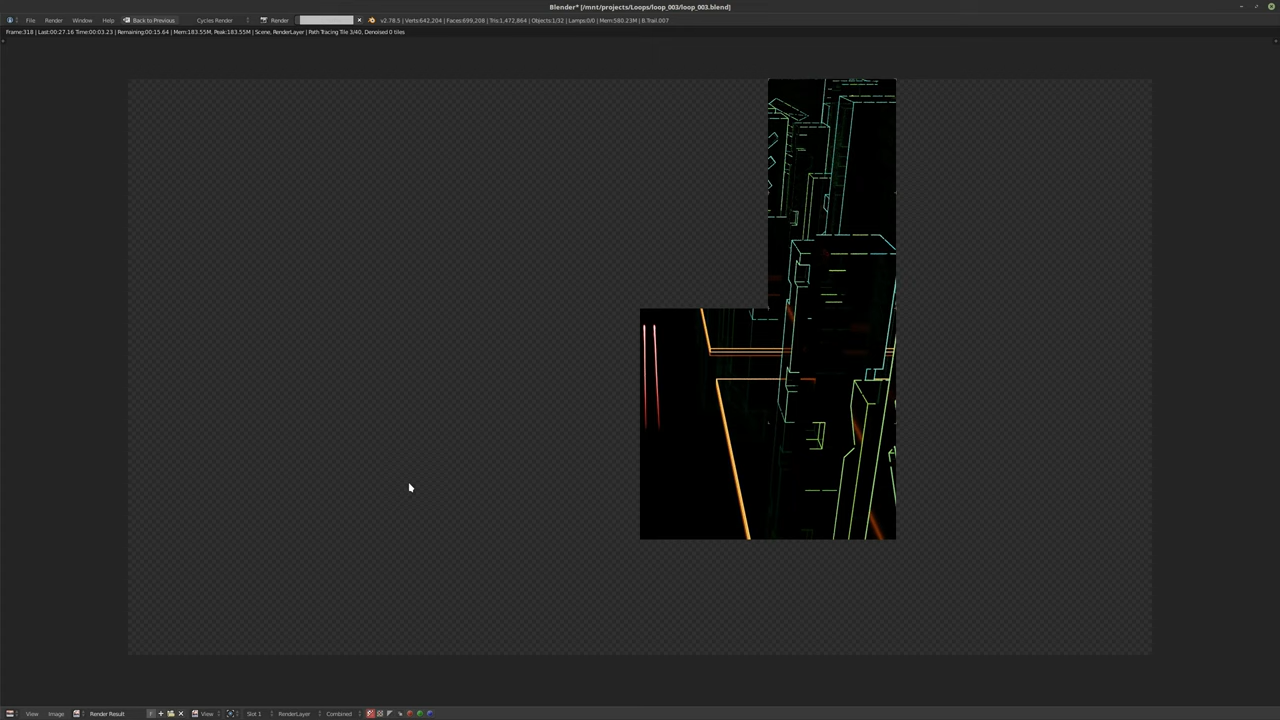 Blender* [/mnt/projects/Loops/loop_003/loop_003.blend]
File Render Window Help Back to Previous Cycles Render Render v2.78.5 | Verts:642,204 | Faces:699,208 | Tris:1,472,864 | Objects:1/32 | Lamps:0/0 | Mem:580.23M | B.Trail.007
Frame:318 | Last:00:27.16 Time:00:03.23 | Remaining:00:15.64 | Mem:183.55M, Peak:183.55M | Scene, RenderLayer | Path Tracing Tile 3/40, Denoised 0 tiles
View Image Render Result F View Slot 1 RenderLayer Combined